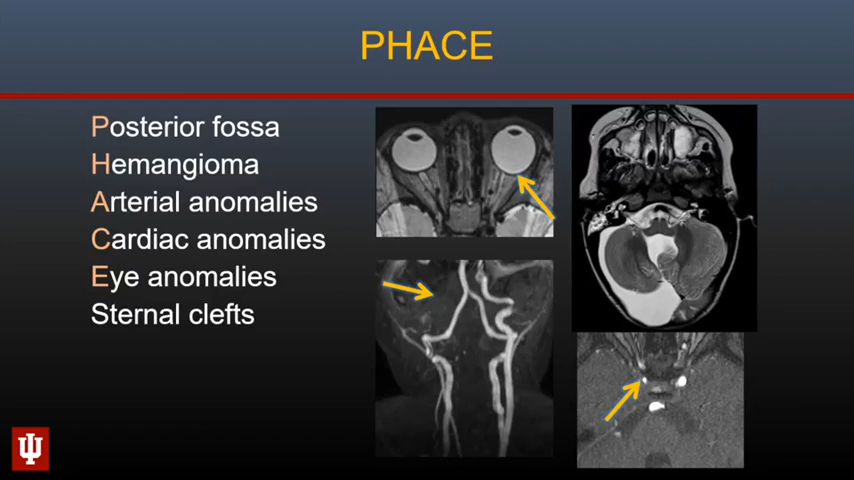 PHACE
Posterior fossa
Hemangioma
Arterial anomalies
Cardiac anomalies
Eye anomalies
Sternal clefts